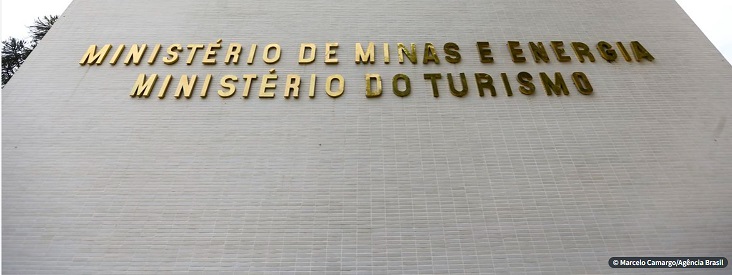 MINISTÉRIO DE MINAS E ENERGIA
MINISTÉRIO DO TURISMO
© Marcelo Camargo/Agência Brasil